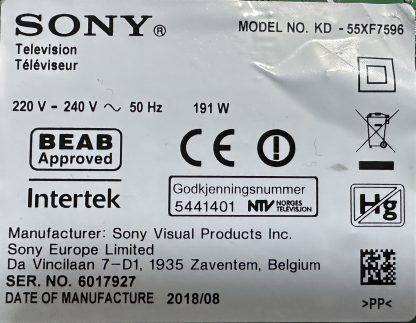 SONY®
MODEL NO. KD - 55XF7596
Television
Téléviseur
220 V - 240 V ~ 50 Hz 191 W
BEAB
Approved
CE
Intertek
Godkjenningsnummer
5441401 NTV NORGES TELEVISJON
Hg
Manufacturer: Sony Visual Products Inc.
Sony Europe Limited
Da Vincilaan 7-D1, 1935 Zaventem, Belgium
SER. NO. 6017927
DATE OF MANUFACTURE 2018/08
>PP<